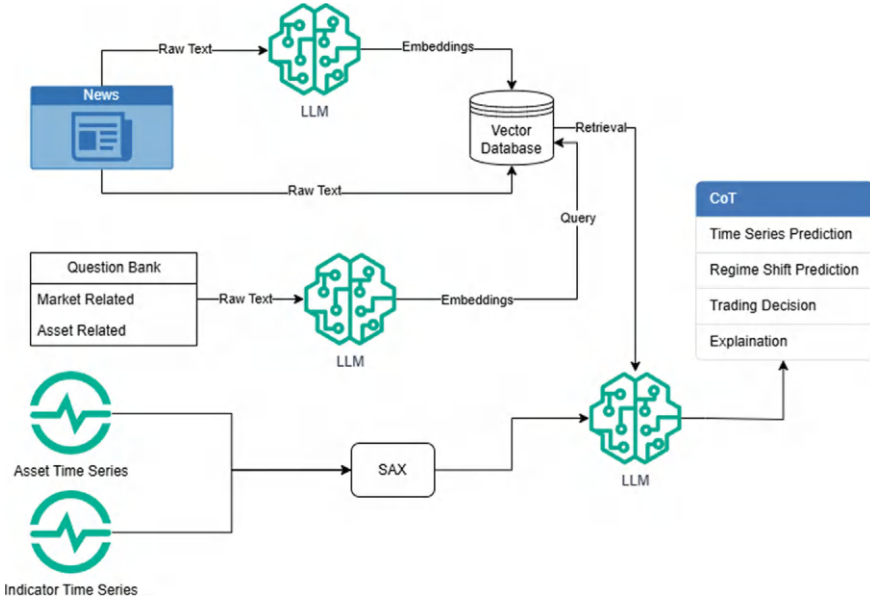 Raw Text
Embeddings
LLM
News
Vector
Database
Retrieval
Raw Text
Query
CoT
Time Series Prediction
Regime Shift Prediction
Trading Decision
Explaination
Question Bank
Market Related
Asset Related
Raw Text
Embeddings
LLM
Asset Time Series
SAX
LLM
Indicator Time Series